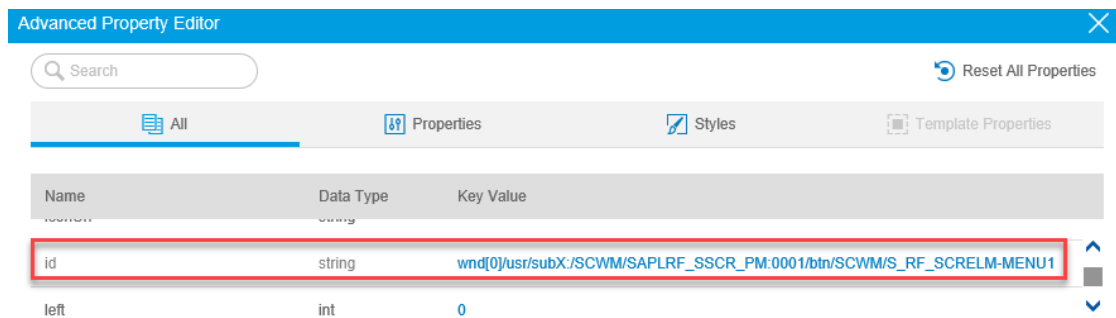 Advanced Property Editor
Search
Reset All Properties
All Properties Styles Template Properties
Name Data Type Key Value
id string wnd[0]/usr/subX:/SCWM/SAPLRF_SSCR_PM:0001/btn/SCWM/S_RF_SCRELM-MENU1
left int 0